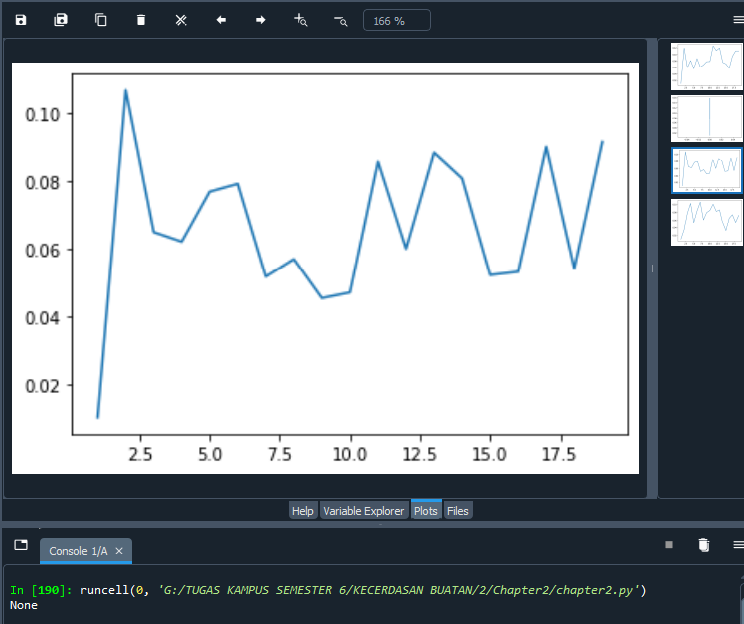 166 %
0.10
0.08
0.06
0.04
0.02
2.5 5.0 7.5 10.0 12.5 15.0 17.5
Help Variable Explorer Plots Files
Console 1/A
In [190]: runcell(0, 'G:/TUGAS KAMPUS SEMESTER 6/KECERDASAN BUATAN/2/Chapter2/chapter2.py')
None